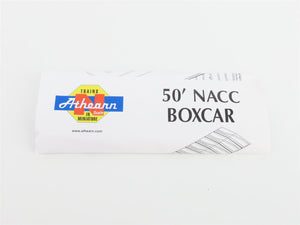 TRAINS
N
Athearn
IN
MINIATURE
www.athearn.com
50' NACC
BOXCAR